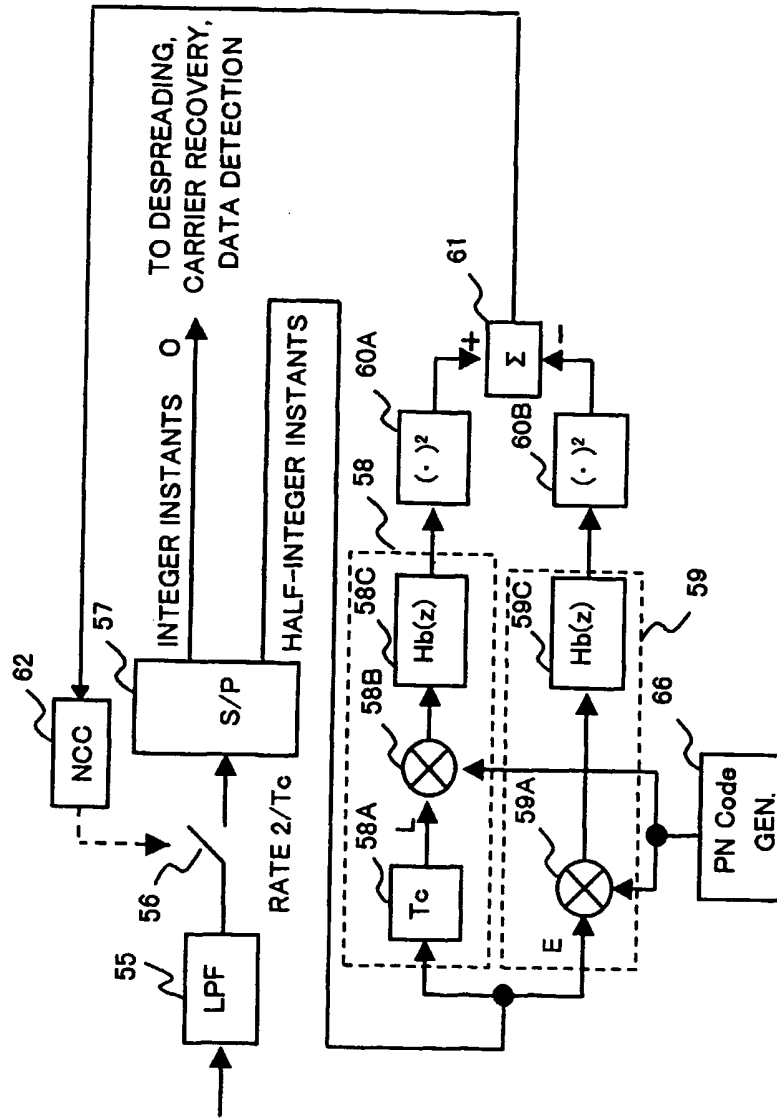 62
NCC
57
INTEGER INSTANTS O
TO DESPREADING,
CARRIER RECOVERY,
DATA DETECTION
55
LPF
56
RATE 2/Tc
S/P
HALF-INTEGER INSTANTS
58
60A
58A
Tc
L
58B
58C
Hb(z)
(·)²
+
61
Σ
−
60B
E
59A
59C
Hb(z)
(·)²
59
66
PN Code
GEN.